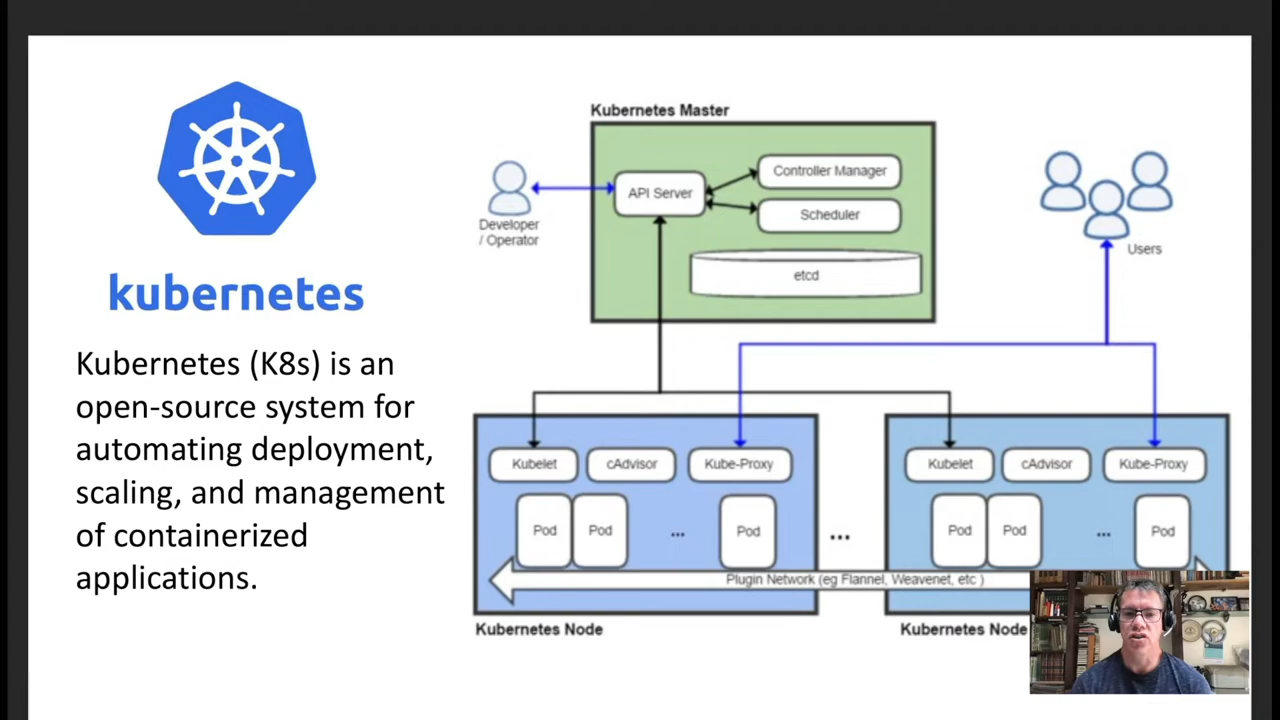 kubernetes
Kubernetes (K8s) is an
open-source system for
automating deployment,
scaling, and management
of containerized
applications.
Kubernetes Master
Developer
/ Operator
API Server
Controller Manager
Scheduler
etcd
Users
Kubelet
cAdvisor
Kube-Proxy
Pod
Pod
...
Pod
...
Kubelet
cAdvisor
Kube-Proxy
Pod
Pod
...
Pod
Plugin Network (eg Flannel, Weavenet, etc )
Kubernetes Node
Kubernetes Node